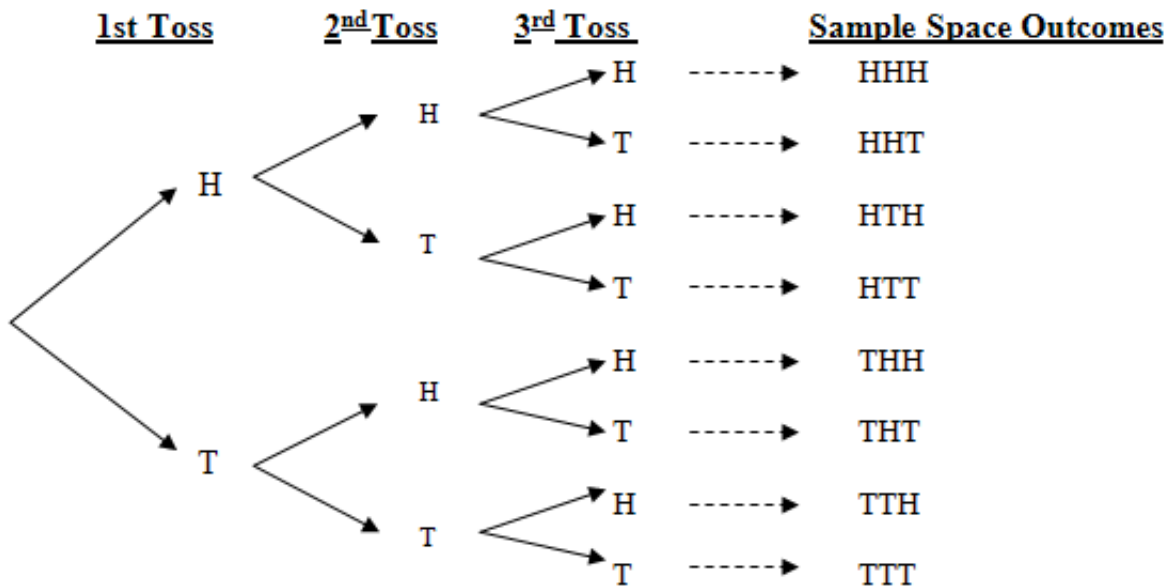 1st Toss 2nd Toss 3rd Toss Sample Space Outcomes
H HHH
H
T HHT
H
H HTH
T
T HTT
H THH
H
T THT
T
H TTH
T
T TTT